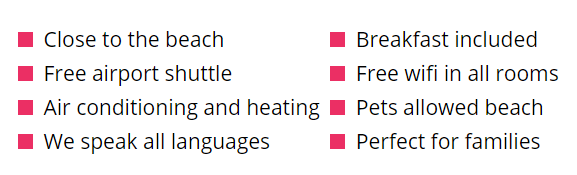 Close to the beach
Free airport shuttle
Air conditioning and heating
We speak all languages
Breakfast included
Free wifi in all rooms
Pets allowed beach
Perfect for families